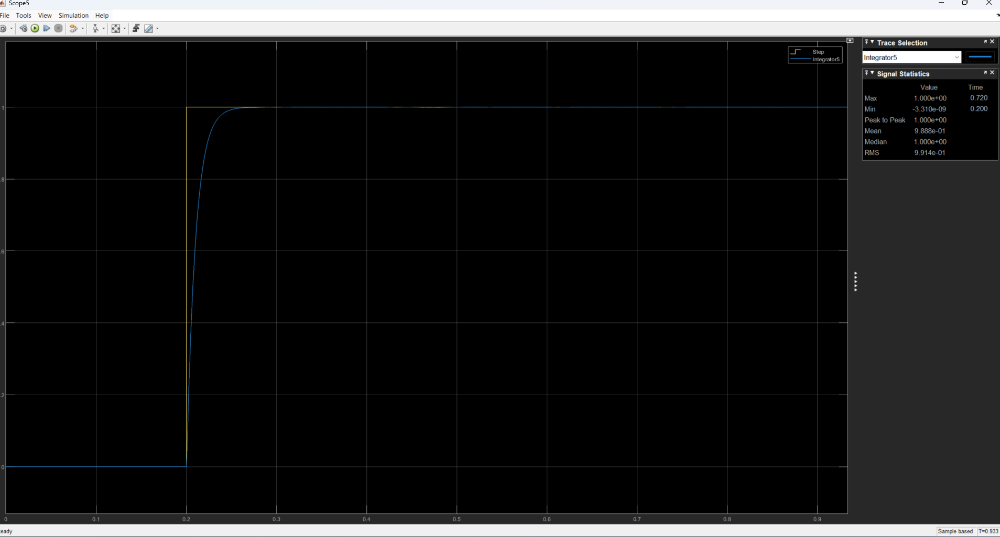 Scope5
File Tools View Simulation Help
Step
Integrator5
Trace Selection
Integrator5
Signal Statistics
Value Time
Max 1.000e+00 0.720
Min -3.310e-09 0.200
Peak to Peak 1.000e+00
Mean 9.888e-01
Median 1.000e+00
RMS 9.914e-01
1
.8
.6
.4
.2
0
0 0.1 0.2 0.3 0.4 0.5 0.6 0.7 0.8 0.9
eady
Sample based T=0.933